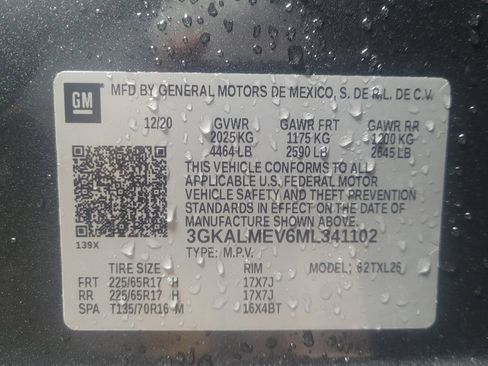 GM
MFD BY GENERAL MOTORS DE MEXICO, S. DE R.L. DE C.V.
12/20 GVWR GAWR FRT GAWR RR
2025 KG 1175 KG 1200 KG
4464 LB 2590 LB 2645 LB
THIS VEHICLE CONFORMS TO ALL
APPLICABLE U.S. FEDERAL MOTOR
VEHICLE SAFETY AND THEFT PREVENTION
STANDARDS IN EFFECT ON THE DATE OF
MANUFACTURE SHOWN ABOVE.
139X
3GKALMEV6ML341102
TYPE: M.P.V. MODEL: 62TXL26
TIRE SIZE RIM
FRT 225/65R17 H 17X7J
RR 225/65R17 H 17X7J
SPA T135/70R16 M 16X4BT